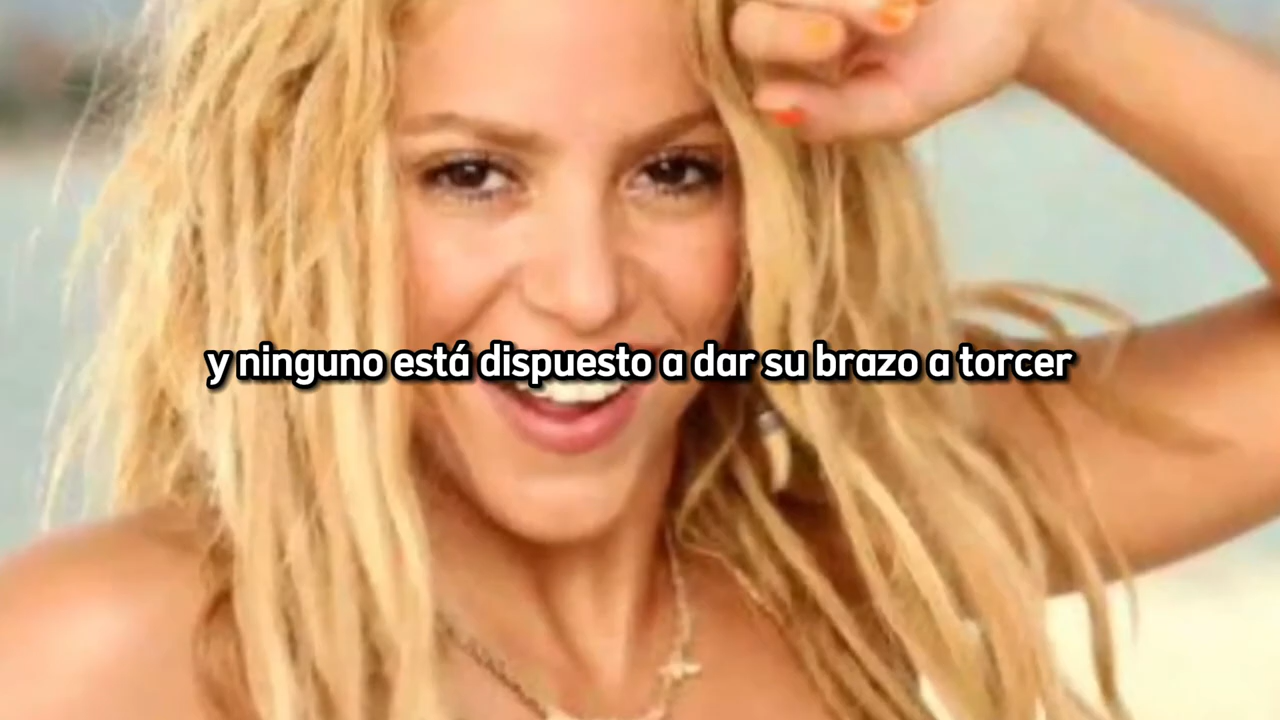 y ninguno está dispuesto a dar su brazo a torcer